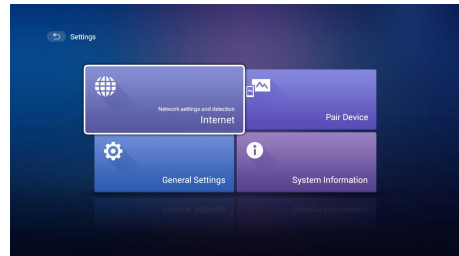 Settings
Network settings and detection
Internet
Pair Device
General Settings
System Information